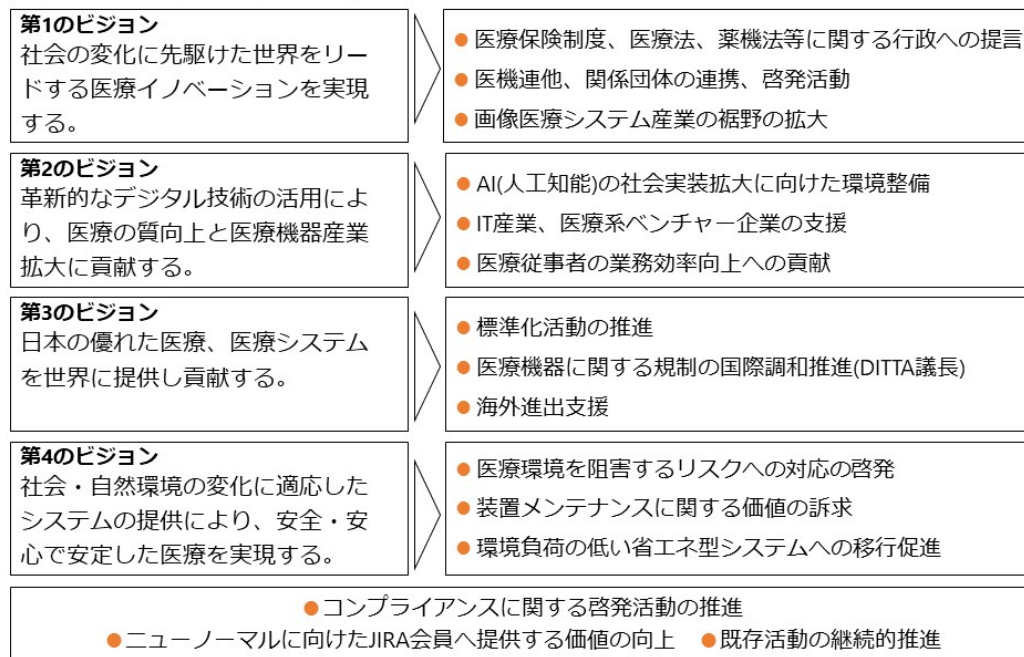 第1のビジョン
社会の変化に先駆けた世界をリー
ドする医療イノベーションを実現
する。
●医療保険制度、医療法、薬機法等に関する行政への提言
●医機連他、関係団体の連携、啓発活動
●画像医療システム産業の裾野の拡大
第2のビジョン
革新的なデジタル技術の活用によ
り、医療の質向上と医療機器産業
拡大に貢献する。
●AI(人工知能)の社会実装拡大に向けた環境整備
●IT産業、医療系ベンチャー企業の支援
●医療従事者の業務効率向上への貢献
第3のビジョン
日本の優れた医療、医療システム
を世界に提供し貢献する。
●標準化活動の推進
●医療機器に関する規制の国際調和推進(DITTA議長)
●海外進出支援
第4のビジョン
社会・自然環境の変化に適応した
システムの提供により、安全・安
心で安定した医療を実現する。
●医療環境を阻害するリスクへの対応の啓発
●装置メンテナンスに関する価値の訴求
●環境負荷の低い省エネ型システムへの移行促進
●コンプライアンスに関する啓発活動の推進
●ニューノーマルに向けたJIRA会員へ提供する価値の向上 ●既存活動の継続的推進